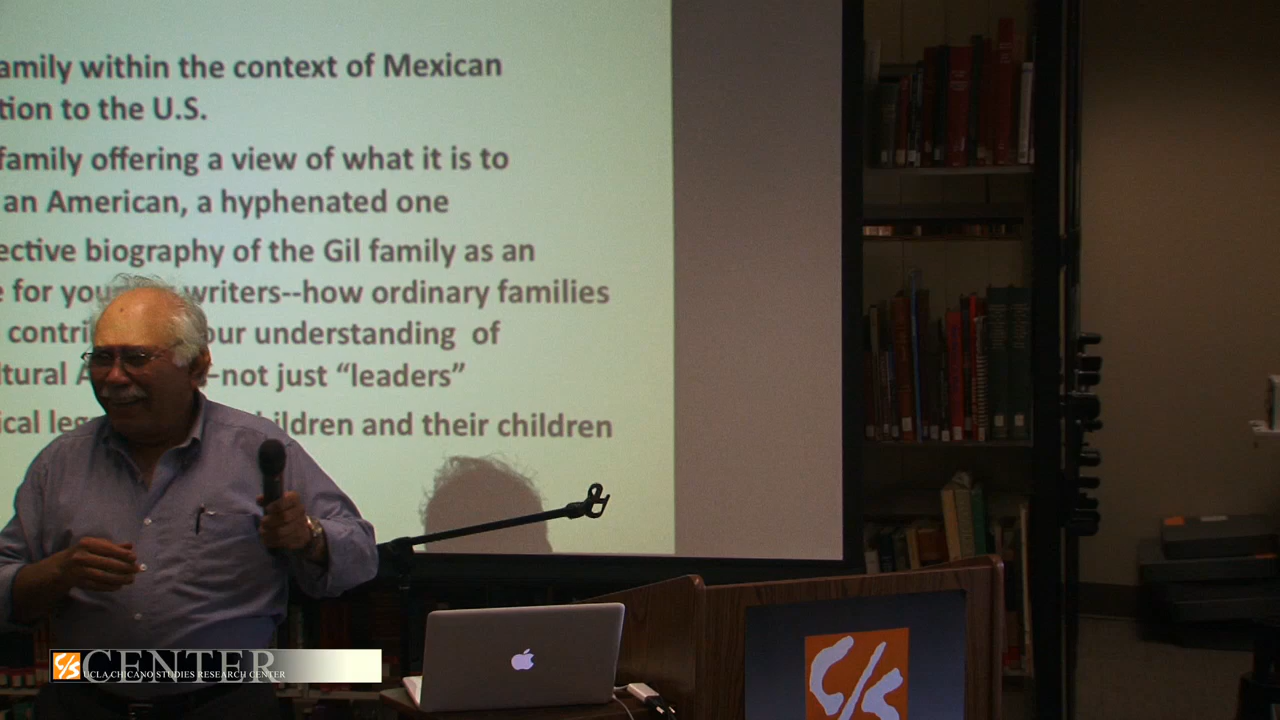 amily within the context of Mexican
tion to the U.S.
family offering a view of what it is to
an American, a hyphenated one
ective biography of the Gil family as an
e for you writers--how ordinary families
contri our understanding of
ltural A -not just “leaders”
ical leg ildren and their children
C/S CENTER
UCLA CHICANO STUDIES RESEARCH CENTER
C/S